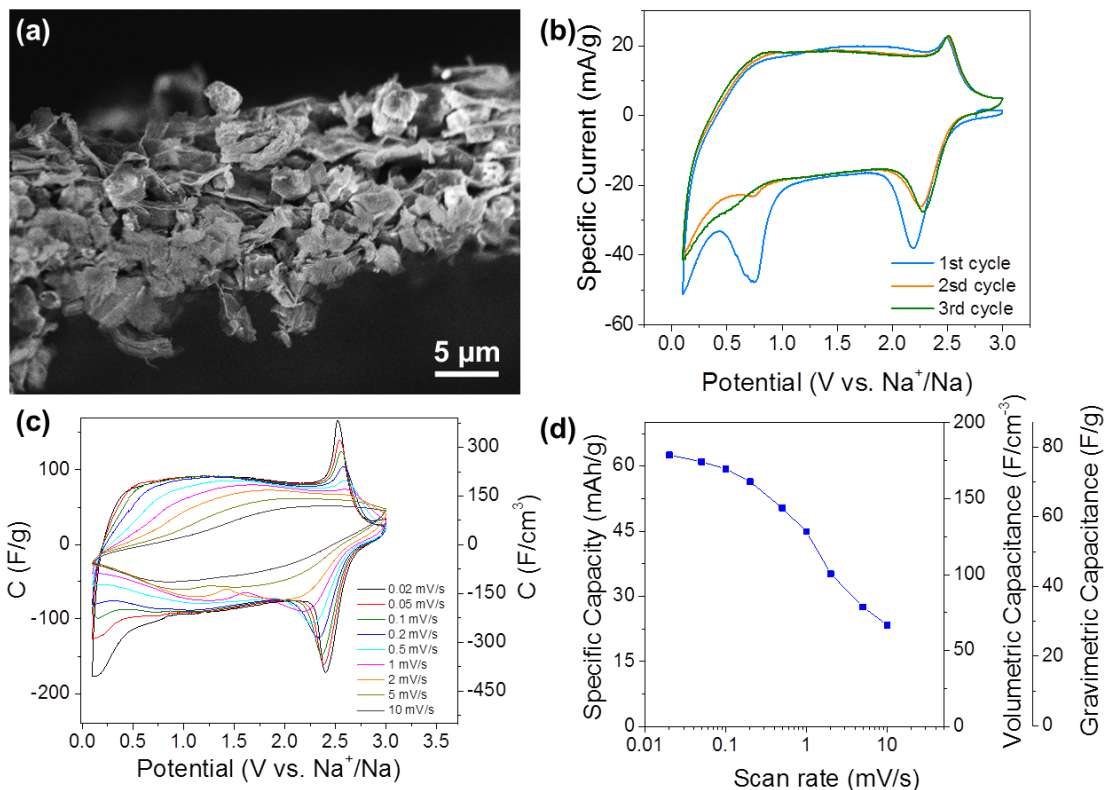 (a)
5 μm
(b)
Specific Current (mA/g)
20
0
-20
-40
-60
1st cycle
2sd cycle
3rd cycle
0.0 0.5 1.0 1.5 2.0 2.5 3.0
Potential (V vs. Na⁺/Na)
(c)
C (F/g)
100
0
-100
-200
300
150
0
-150
-300
-450
C (F/cm³)
0.02 mV/s
0.05 mV/s
0.1 mV/s
0.2 mV/s
0.5 mV/s
1 mV/s
2 mV/s
5 mV/s
10 mV/s
0.0 0.5 1.0 1.5 2.0 2.5 3.0 3.5
Potential (V vs. Na⁺/Na)
(d)
Specific Capacity (mAh/g)
60
45
30
15
0
200
150
100
50
0
Volumetric Capacitance (F/cm⁻³)
80
60
40
20
0
Gravimetric Capacitance (F/g)
0.01 0.1 1 10
Scan rate (mV/s)